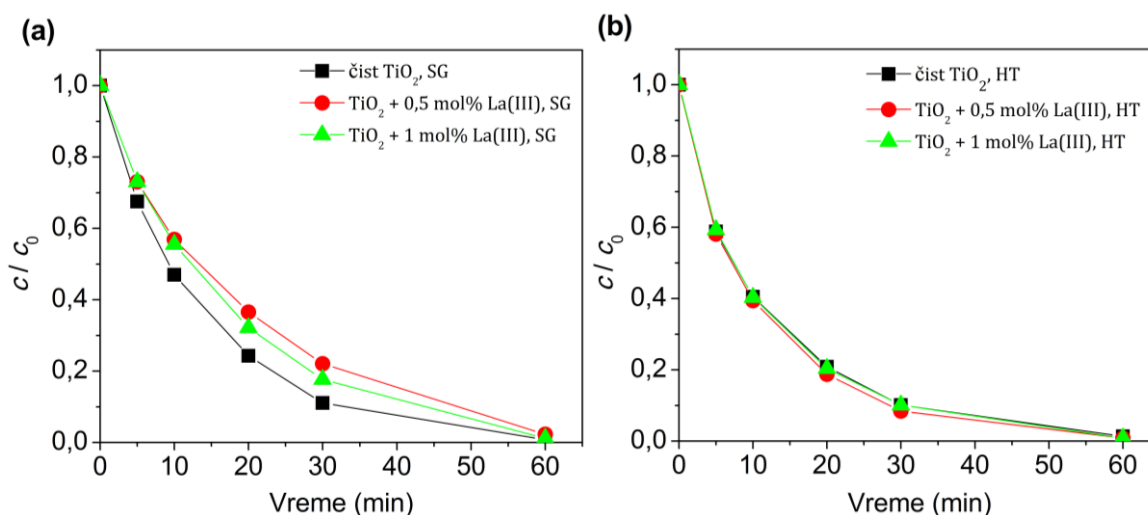 (a)
čist TiO₂, SG
TiO₂ + 0,5 mol% La(III), SG
TiO₂ + 1 mol% La(III), SG
1,0
0,8
0,6
0,4
0,2
0,0
c / c₀
0 10 20 30 40 50 60
Vreme (min)
(b)
čist TiO₂, HT
TiO₂ + 0,5 mol% La(III), HT
TiO₂ + 1 mol% La(III), HT
1,0
0,8
0,6
0,4
0,2
0,0
c / c₀
0 10 20 30 40 50 60
Vreme (min)